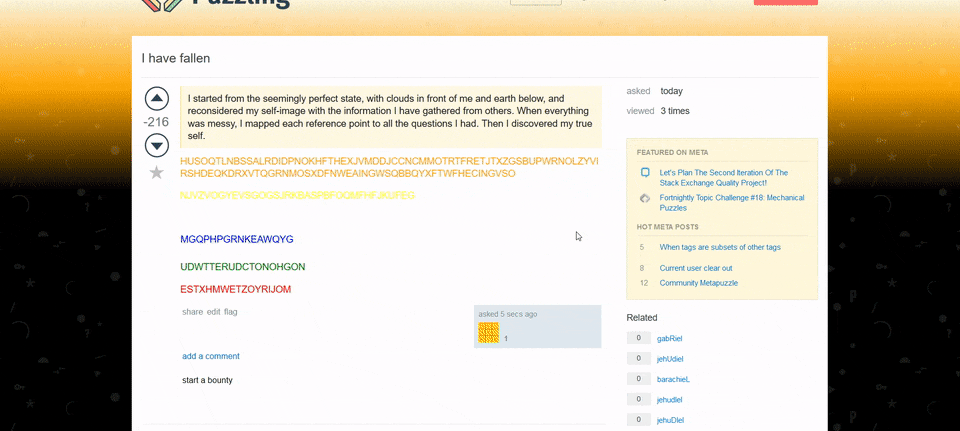 Puzzling
I have fallen
I started from the seemingly perfect state, with clouds in front of me and earth below, and
reconsidered my self-image with the information I have gathered from others. When everything
was messy, I mapped each reference point to all the questions I had. Then I discovered my true
self.
-216
HUSOQTLNBSSALRDIDPNOKHFTHEXJVMDDJCCNCMMOTRTFRETJTXZGSBUPWRNOLZYVI
RSHDEQKDRXVTQGRNMOSXDFNWEAINGWSQBBQYXFTWFHECINGVSO
MGQPHPGRNKEAWQYG
UDWTTERUDCTONOHGON
ESTXHMWETZOYRIJOM
share edit flag
asked 5 secs ago
1
add a comment
start a bounty
asked today
viewed 3 times
FEATURED ON META
Let's Plan The Second Iteration Of The
Stack Exchange Quality Project!
Fortnightly Topic Challenge #18: Mechanical
Puzzles
HOT META POSTS
5 When tags are subsets of other tags
8 Current user clear out
12 Community Metapuzzle
Related
0 gabRiel
0 jehUdiel
0 barachieL
0 jehudIel
0 jehuDIel